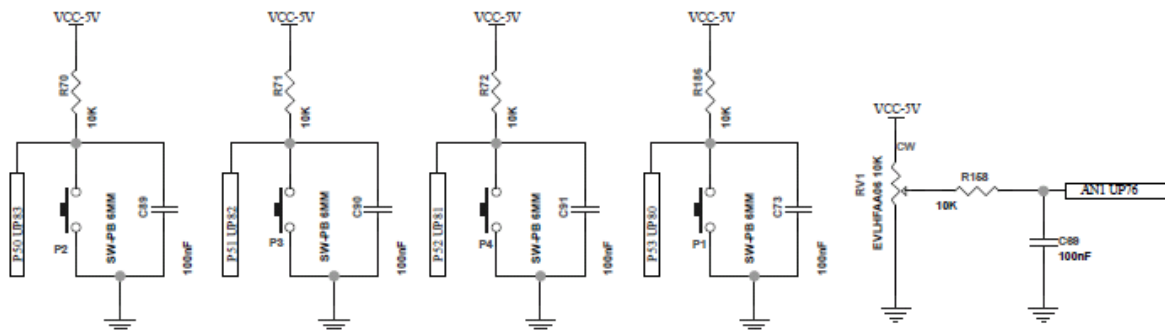 VCC-5V
R70
10K
P50 UP83
P2
SW-PB 6MM
C89
100nF
VCC-5V
R71
10K
P51 UP82
P3
SW-PB 6MM
C90
100nF
VCC-5V
R72
10K
P52 UP81
P4
SW-PB 6MM
C91
100nF
VCC-5V
R186
10K
P53 UP80
P1
SW-PB 6MM
C73
100nF
VCC-5V
CW
RV1
EVLHFAA06 10K
R158
10K
AN1 UP76
C69
100nF